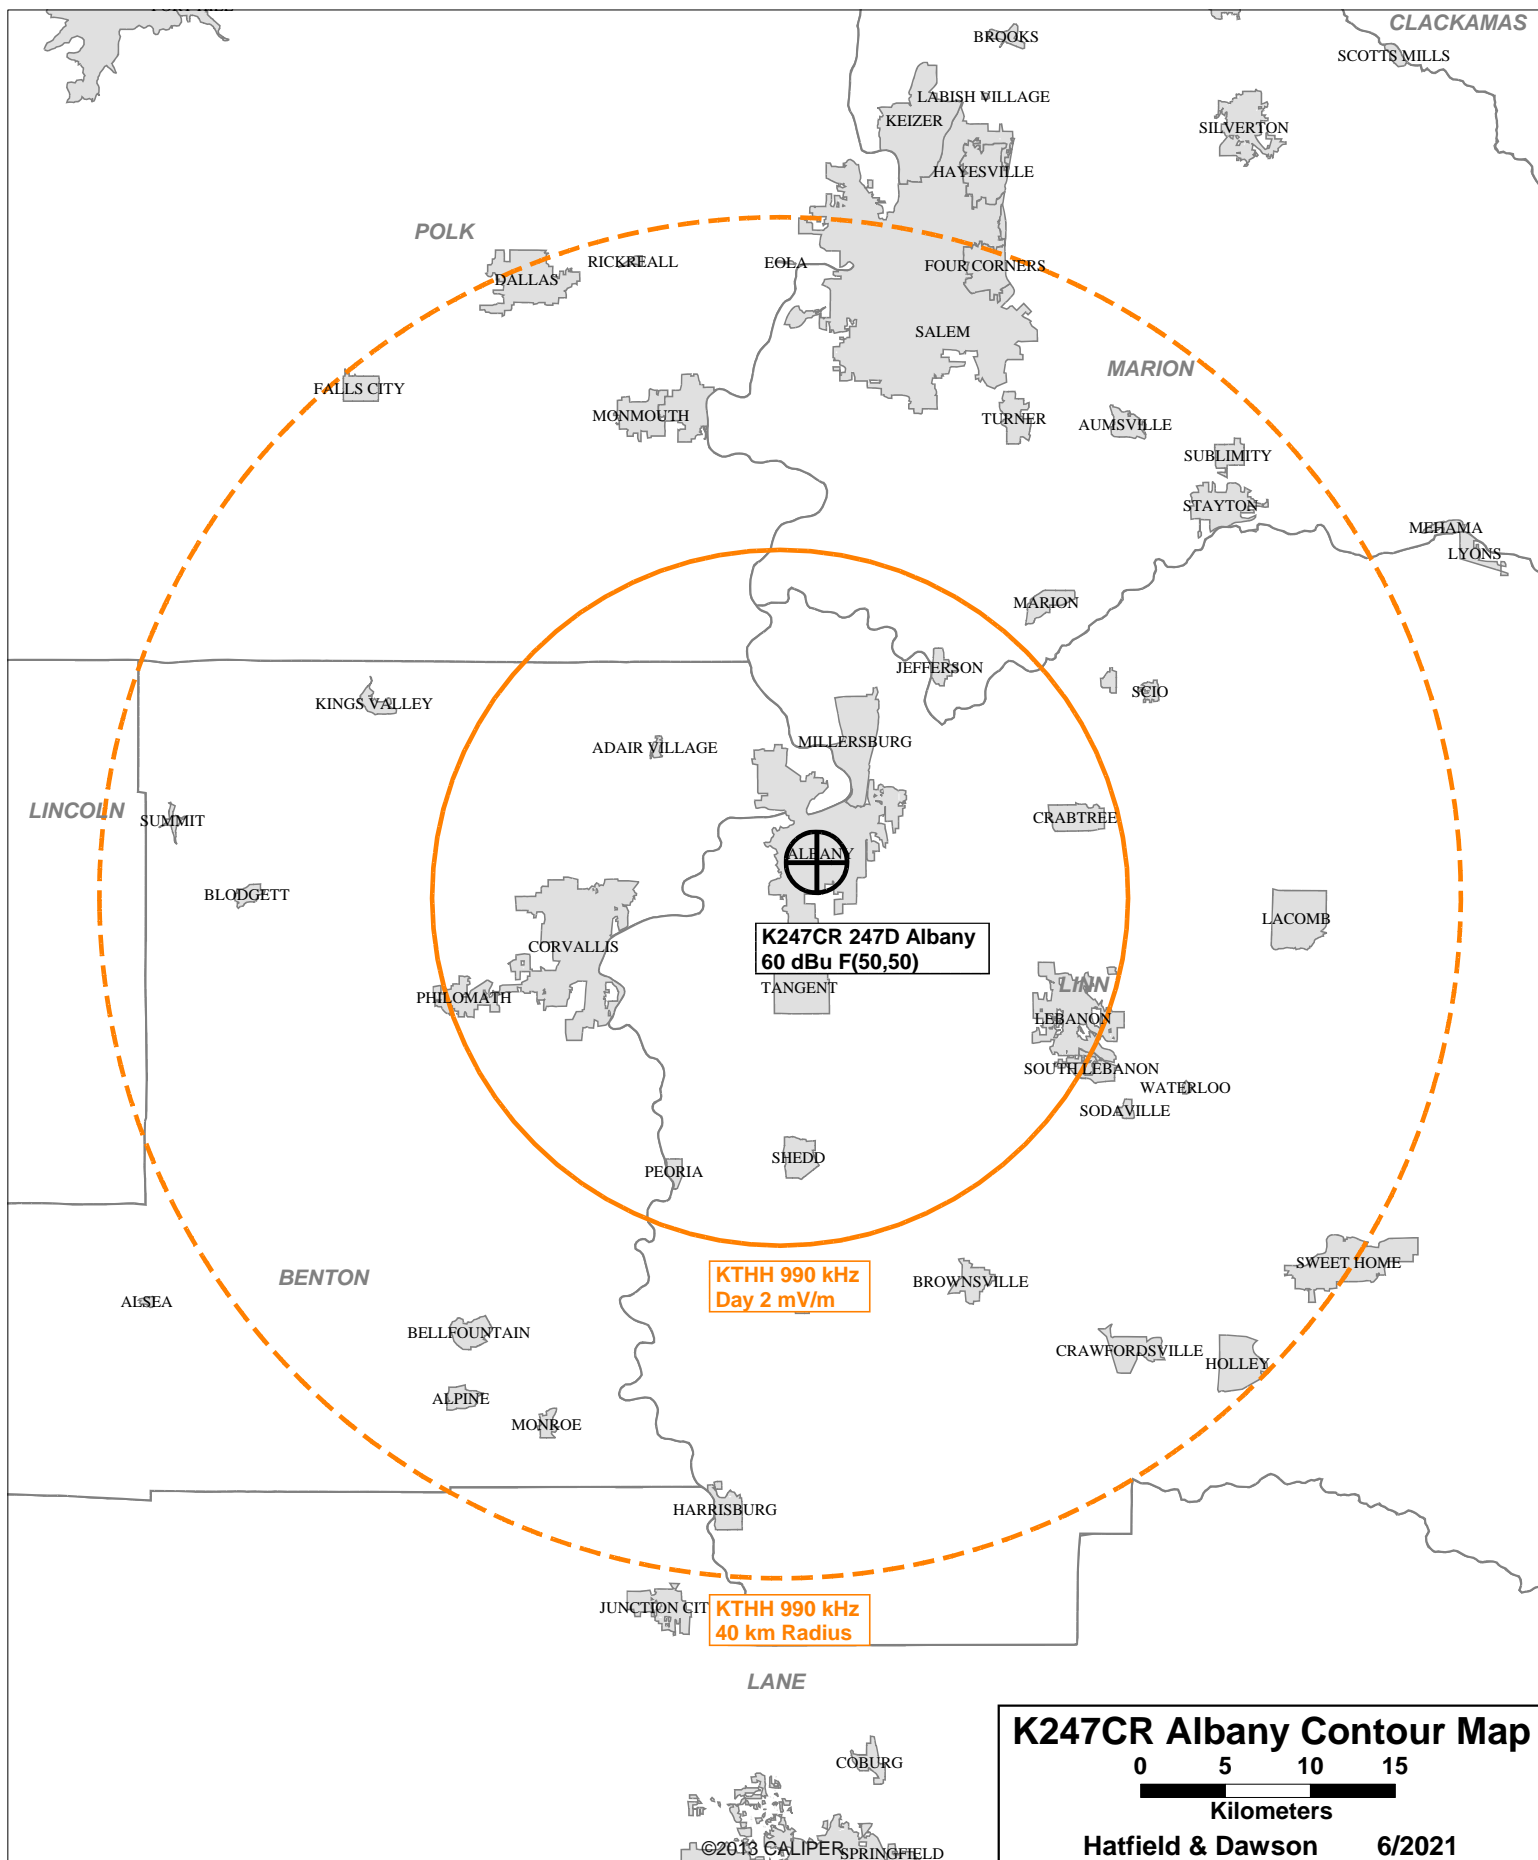 CLACKAMAS
BROOKS
SCOTTS MILLS
LABISH VILLAGE
KEIZER
SILVERTON
HAYESVILLE
POLK
RICKREALL
EOLA
FOUR CORNERS
DALLAS
SALEM
MARION
FALLS CITY
MONMOUTH
TURNER
AUMSVILLE
SUBLIMITY
STAYTON
MEHAMA
LYONS
MARION
JEFFERSON
SCIO
KINGS VALLEY
ADAIR VILLAGE
MILLERSBURG
LINCOLN
SUMMIT
CRABTREE
ALBANY
BLODGETT
LACOMB
K247CR 247D Albany
60 dBu F(50,50)
CORVALLIS
TANGENT
LINN
PHILOMATH
LEBANON
SOUTH LEBANON
WATERLOO
SODAVILLE
SHEDD
PEORIA
KTHH 990 kHz
Day 2 mV/m
BENTON
BROWNSVILLE
SWEET HOME
ALSEA
BELLFOUNTAIN
CRAWFORDSVILLE
HOLLEY
ALPINE
MONROE
HARRISBURG
JUNCTION CIT
KTHH 990 kHz
40 km Radius
LANE
K247CR Albany Contour Map
0 5 10 15
Kilometers
Hatfield & Dawson 6/2021
COBURG
©2013 CALIPER
SPRINGFIELD